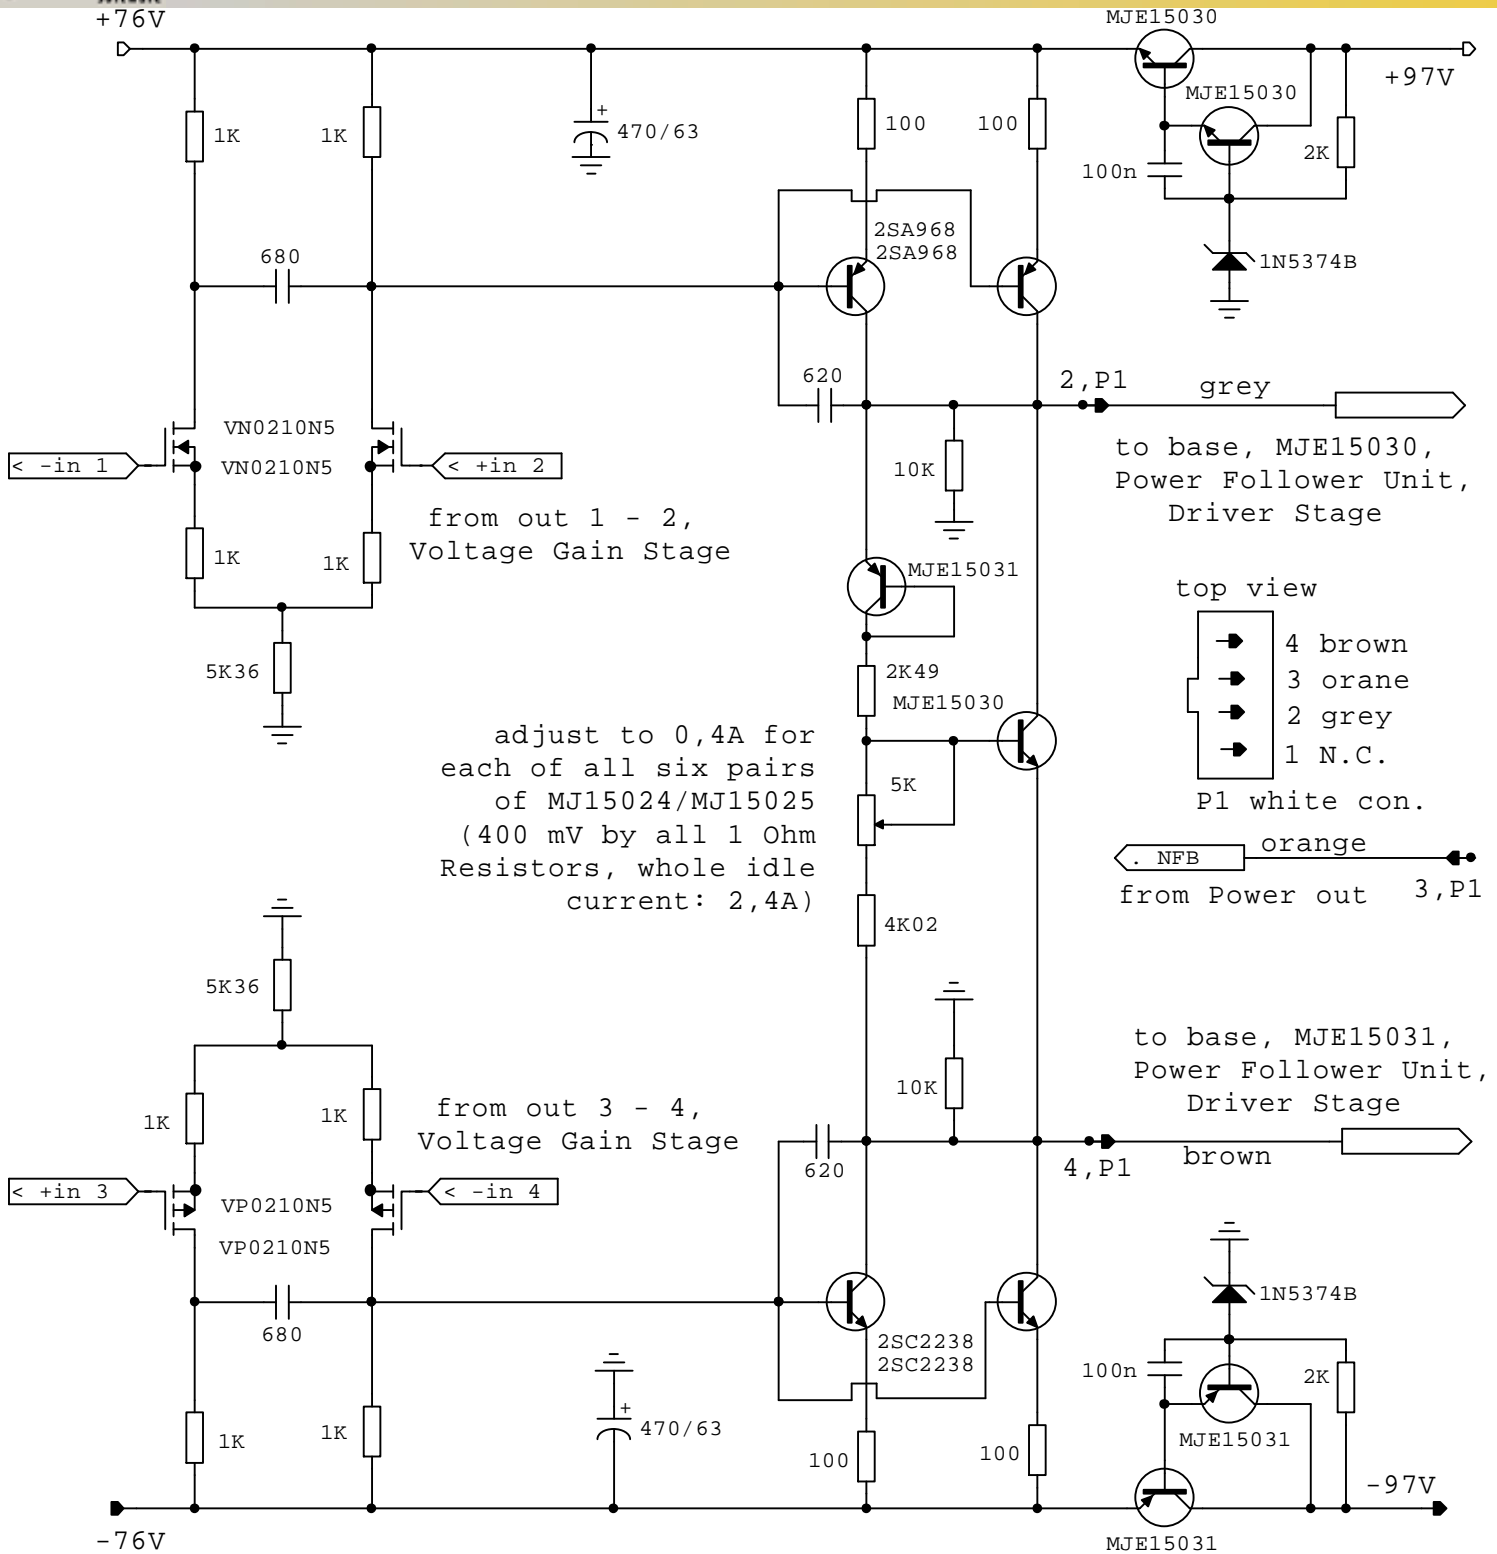 +76V
MJE15030
+97V
MJE15030
1K
1K
470/63
100
100
2K
100n
2SA968
2SA968
680
1N5374B
620
2,P1
grey
VN0210N5
VN0210N5
< -in 1
< +in 2
10K
to base, MJE15030,
Power Follower Unit,
Driver Stage
from out 1 - 2,
Voltage Gain Stage
1K
1K
MJE15031
top view
5K36
2K49
MJE15030
4 brown
3 orane
2 grey
1 N.C.
P1 white con.
adjust to 0,4A for
each of all six pairs
of MJ15024/MJ15025
(400 mV by all 1 Ohm
Resistors, whole idle
current: 2,4A)
5K
orange
. NFB
from Power out
3,P1
4K02
5K36
to base, MJE15031,
Power Follower Unit,
Driver Stage
10K
1K
1K
from out 3 - 4,
Voltage Gain Stage
620
4,P1
brown
< +in 3
< -in 4
VP0210N5
VP0210N5
680
1N5374B
2SC2238
2SC2238
100n
2K
1K
1K
+
470/63
100
100
MJE15031
-97V
-76V
MJE15031